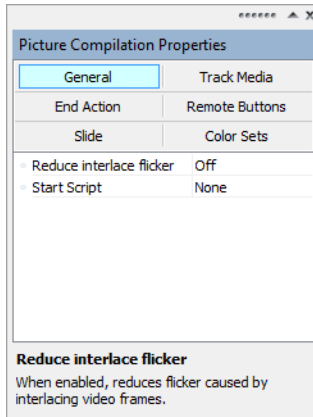 Picture Compilation Properties
General Track Media
End Action Remote Buttons
Slide Color Sets
Reduce interlace flicker Off
Start Script None
Reduce interlace flicker
When enabled, reduces flicker caused by
interlacing video frames.